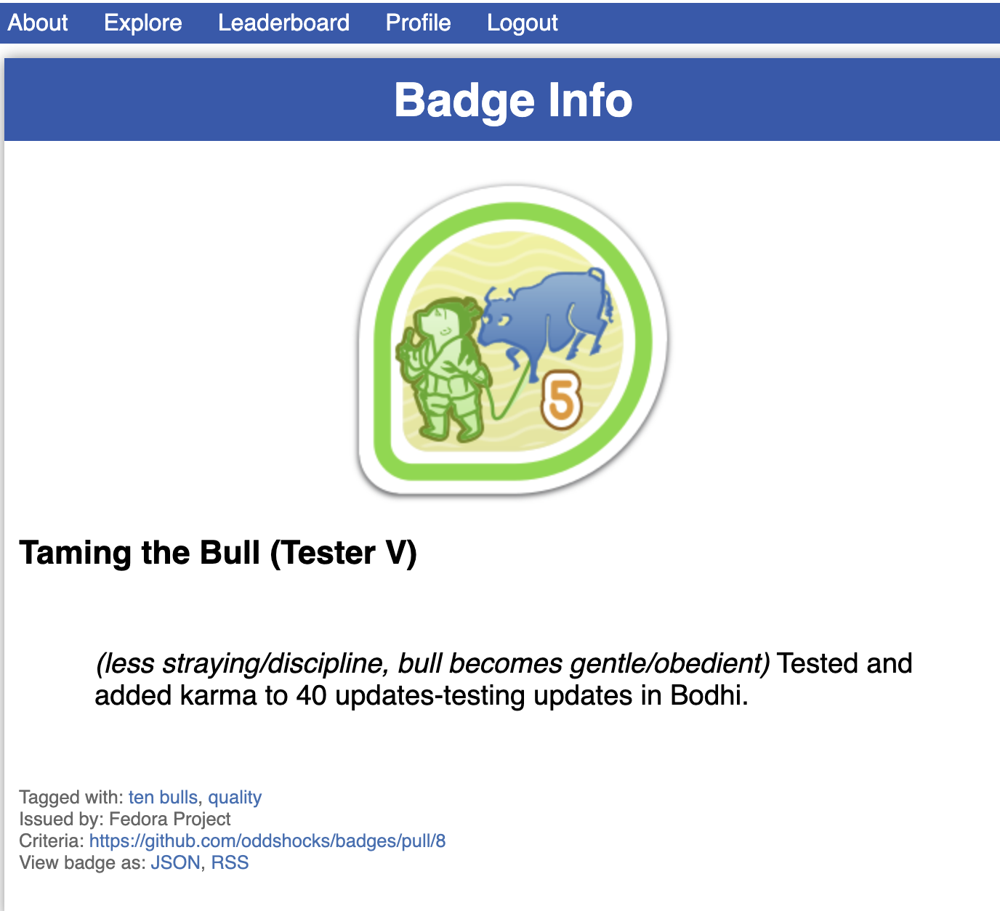 About Explore Leaderboard Profile Logout
Badge Info
5
Taming the Bull (Tester V)
(less straying/discipline, bull becomes gentle/obedient) Tested and
added karma to 40 updates-testing updates in Bodhi.
Tagged with: ten bulls, quality
Issued by: Fedora Project
Criteria: https://github.com/oddshocks/badges/pull/8
View badge as: JSON, RSS